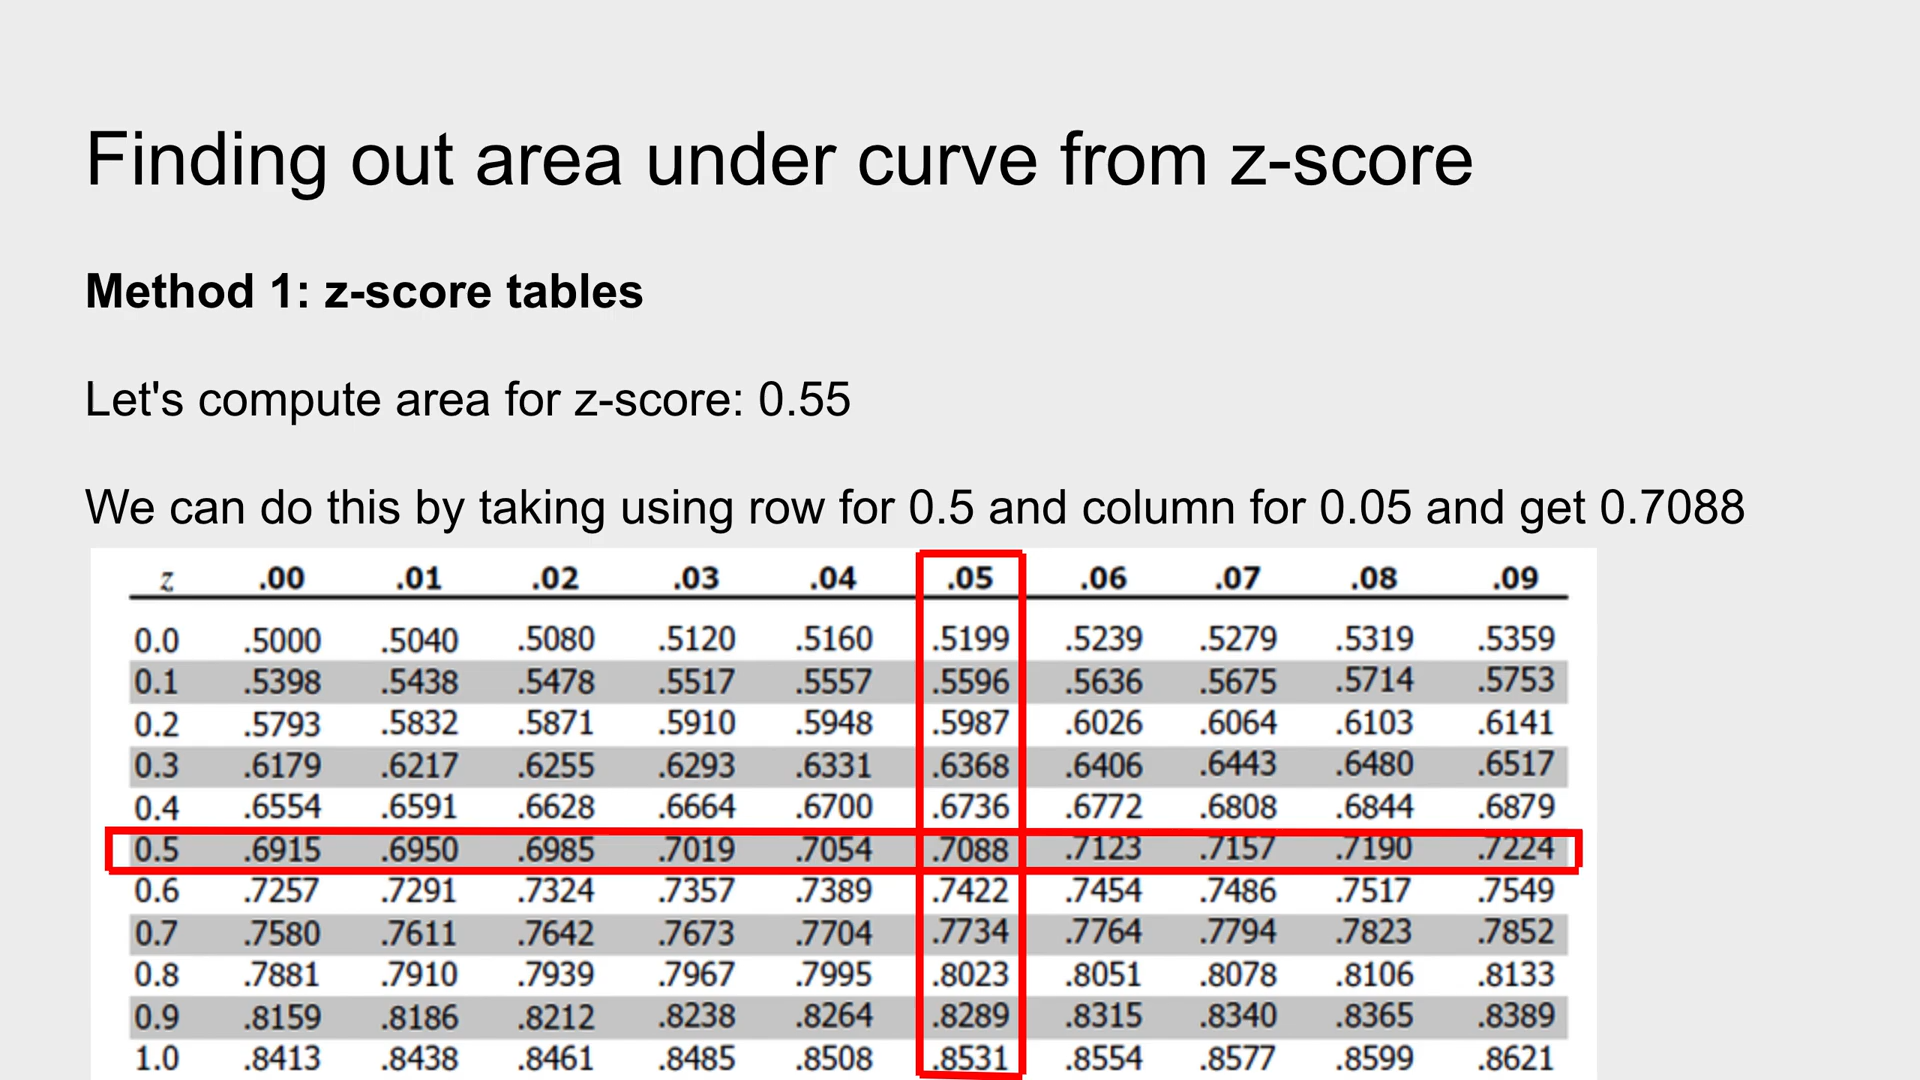 Finding out area under curve from z-score
Method 1: z-score tables
Let's compute area for z-score: 0.55
We can do this by taking using row for 0.5 and column for 0.05 and get 0.7088
z .00 .01 .02 .03 .04 .05 .06 .07 .08 .09
0.0 .5000 .5040 .5080 .5120 .5160 .5199 .5239 .5279 .5319 .5359
0.1 .5398 .5438 .5478 .5517 .5557 .5596 .5636 .5675 .5714 .5753
0.2 .5793 .5832 .5871 .5910 .5948 .5987 .6026 .6064 .6103 .6141
0.3 .6179 .6217 .6255 .6293 .6331 .6368 .6406 .6443 .6480 .6517
0.4 .6554 .6591 .6628 .6664 .6700 .6736 .6772 .6808 .6844 .6879
0.5 .6915 .6950 .6985 .7019 .7054 .7088 .7123 .7157 .7190 .7224
0.6 .7257 .7291 .7324 .7357 .7389 .7422 .7454 .7486 .7517 .7549
0.7 .7580 .7611 .7642 .7673 .7704 .7734 .7764 .7794 .7823 .7852
0.8 .7881 .7910 .7939 .7967 .7995 .8023 .8051 .8078 .8106 .8133
0.9 .8159 .8186 .8212 .8238 .8264 .8289 .8315 .8340 .8365 .8389
1.0 .8413 .8438 .8461 .8485 .8508 .8531 .8554 .8577 .8599 .8621